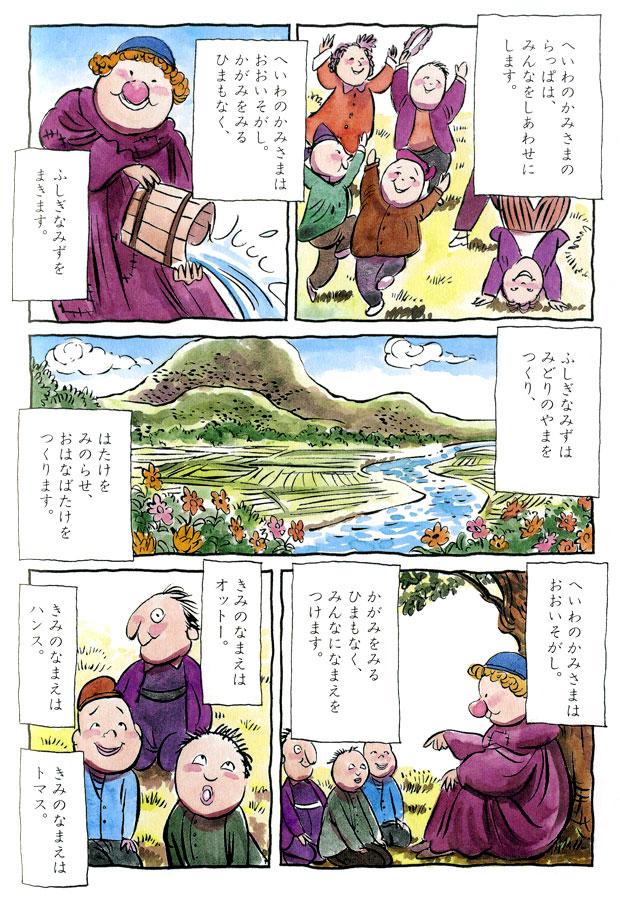 へいわのかみさまの
らっぱは、
みんなをしあわせに
します。
へいわのかみさまは
おおいそがし。
かがみをみる
ひまもなく、
ふしぎなみずを
まきます。
ふしぎなみずは
みどりのやまを
つくり、
はたけを
みのらせ、
おはなばたけを
つくります。
へいわのかみさまは
おおいそがし。
かがみをみる
ひまもなく、
みんなになまえを
つけます。
きみのなまえは
オットー。
きみのなまえは
ハンス。
きみのなまえは
トマス。